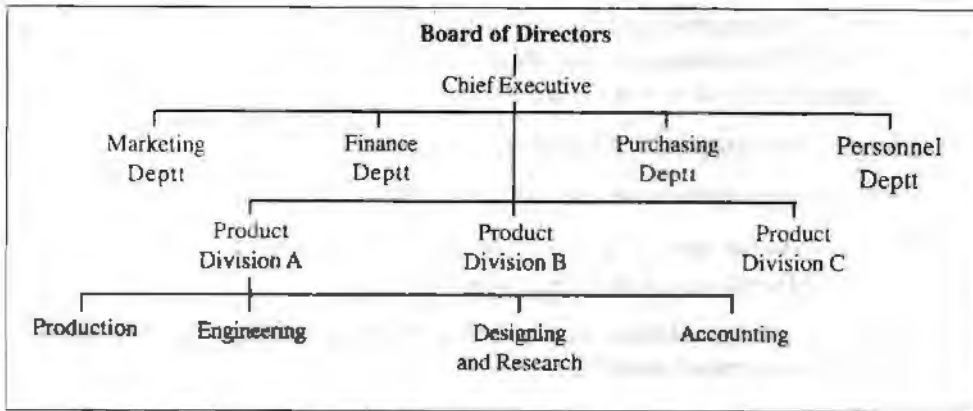 Board of Directors
Chief Executive
Marketing Deptt
Finance Deptt
Purchasing Deptt
Personnel Deptt
Product Division A
Product Division B
Product Division C
Production
Engineering
Designing and Research
Accounting